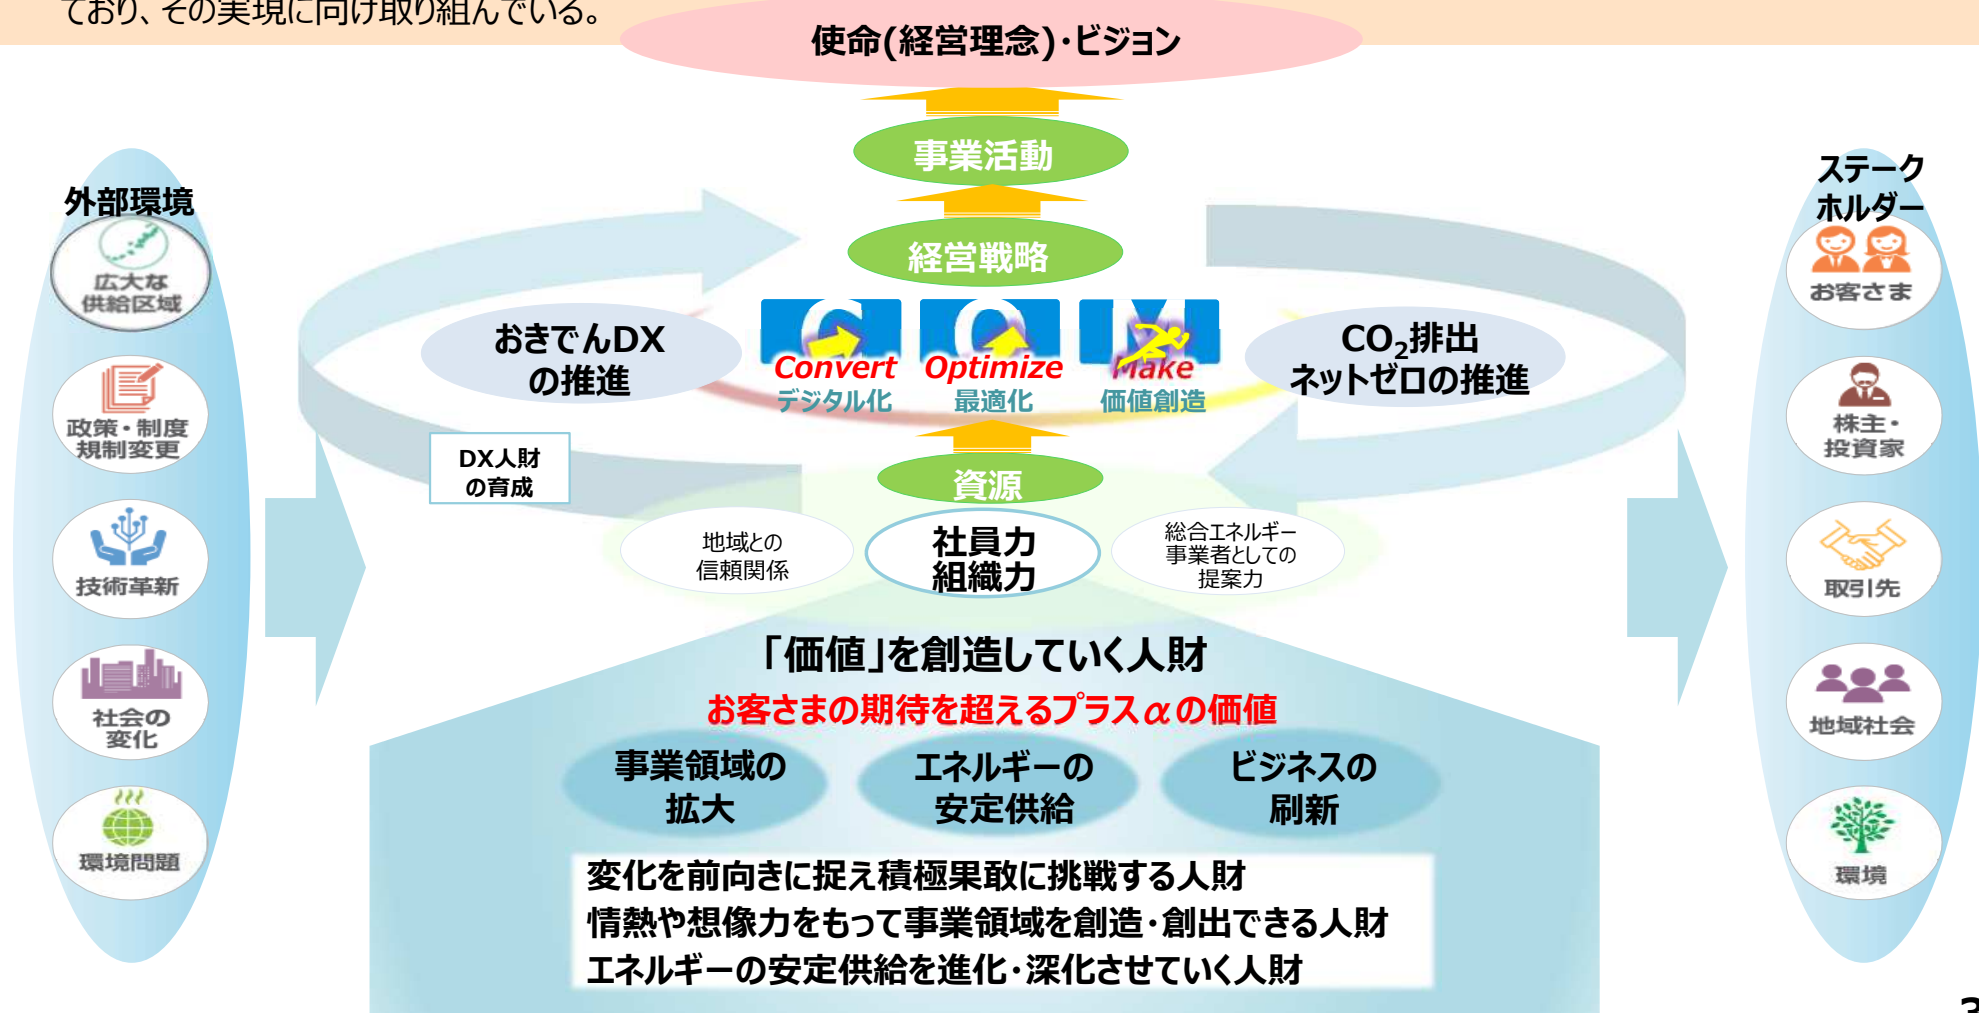 ており、その実現に向け取り組んでいる。
使命(経営理念)・ビジョン
事業活動
経営戦略
外部環境
広大な
供給区域
政策・制度
規制変更
技術革新
社会の
変化
環境問題
おきでんDX
の推進
C
Convert
デジタル化
O
Optimize
最適化
M
Make
価値創造
CO₂排出
ネットゼロの推進
DX人財
の育成
資源
地域との
信頼関係
社員力
組織力
総合エネルギー
事業者としての
提案力
「価値」を創造していく人財
お客さまの期待を超えるプラスαの価値
事業領域の
拡大
エネルギーの
安定供給
ビジネスの
刷新
変化を前向きに捉え積極果敢に挑戦する人財
情熱や想像力をもって事業領域を創造・創出できる人財
エネルギーの安定供給を進化・深化させていく人財
ステーク
ホルダー
お客さま
株主・
投資家
取引先
地域社会
環境